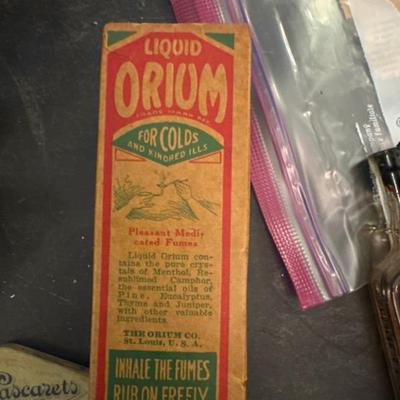 LIQUID
ORIUM
TRADE MARK REG
FOR COLDS
AND KINDRED ILLS
Pleasant Medi-
cated Fumes
Liquid Orium con-
tains the pure crys-
tals of Menthol, Re-
sublimed Camphor,
the essential oils of
Pine, Eucalyptus,
Thyme and Juniper,
with other valuable
ingredients.
THE ORIUM CO.
St. Louis, U. S. A.
INHALE THE FUMES
RUB ON FREELY
Cascarets